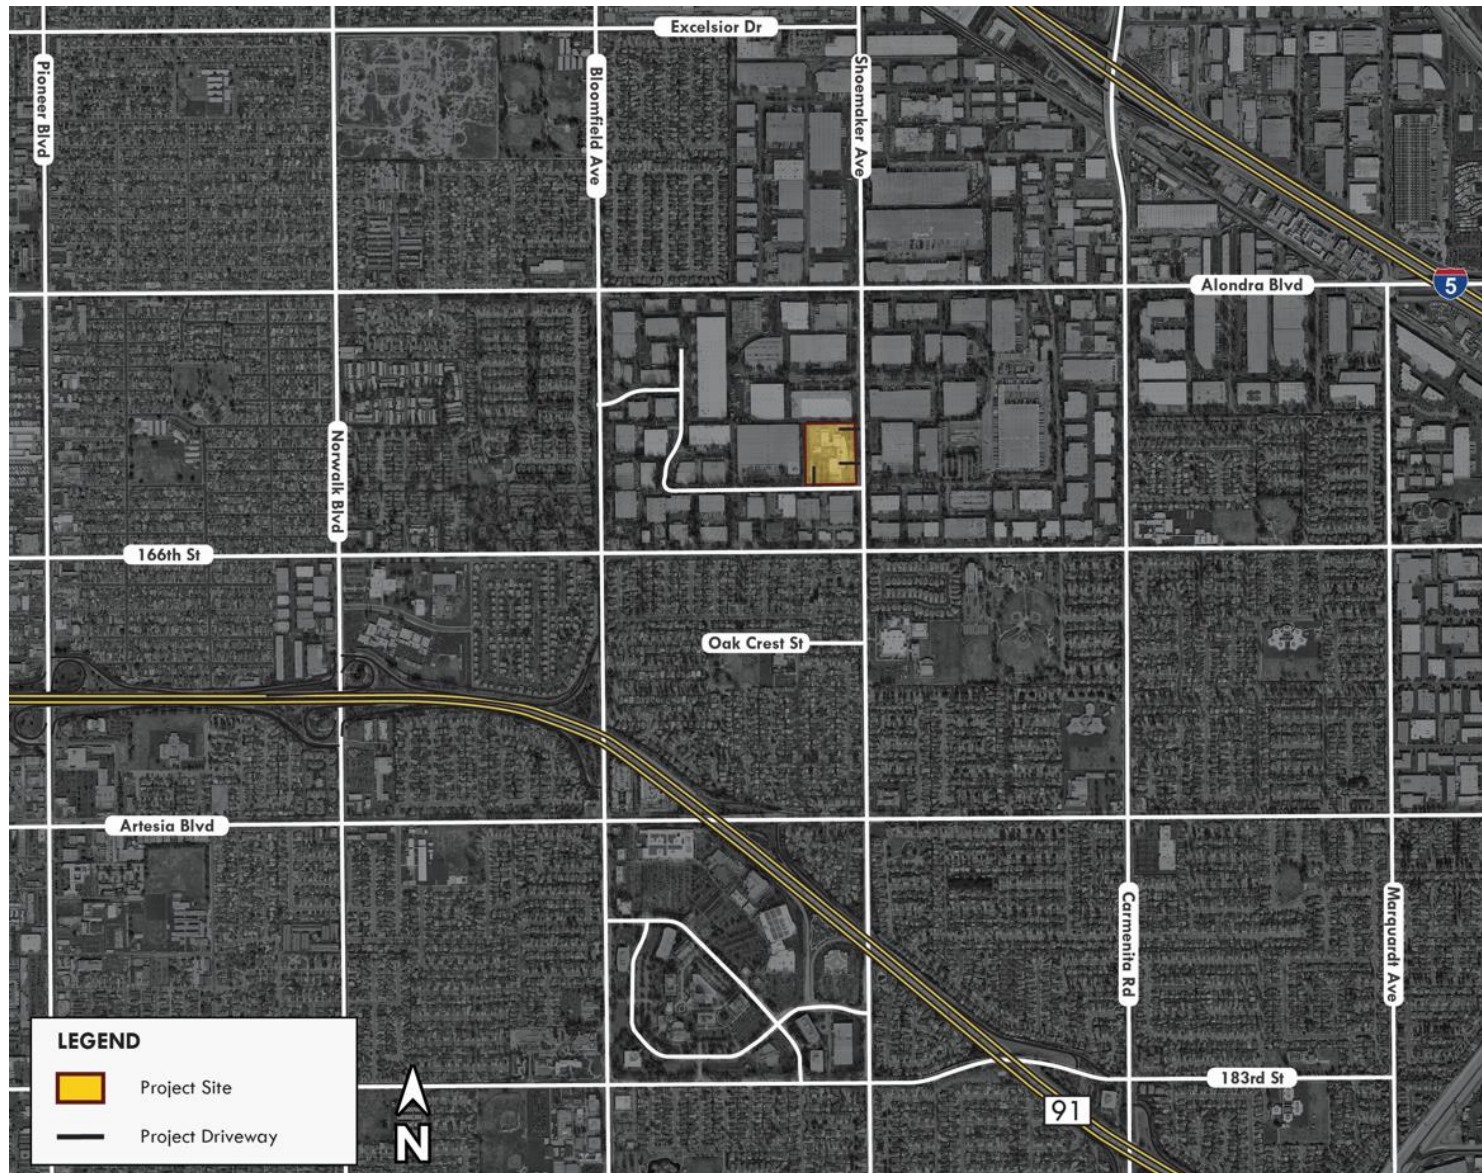 Excelsior Dr
Pioneer Blvd
Bloomfield Ave
Shoemaker Ave
Alondra Blvd
5
Norwalk Blvd
166th St
Oak Crest St
Artesia Blvd
Carmenita Rd
Marquardt Ave
LEGEND
Project Site
Project Driveway
N
183rd St
91